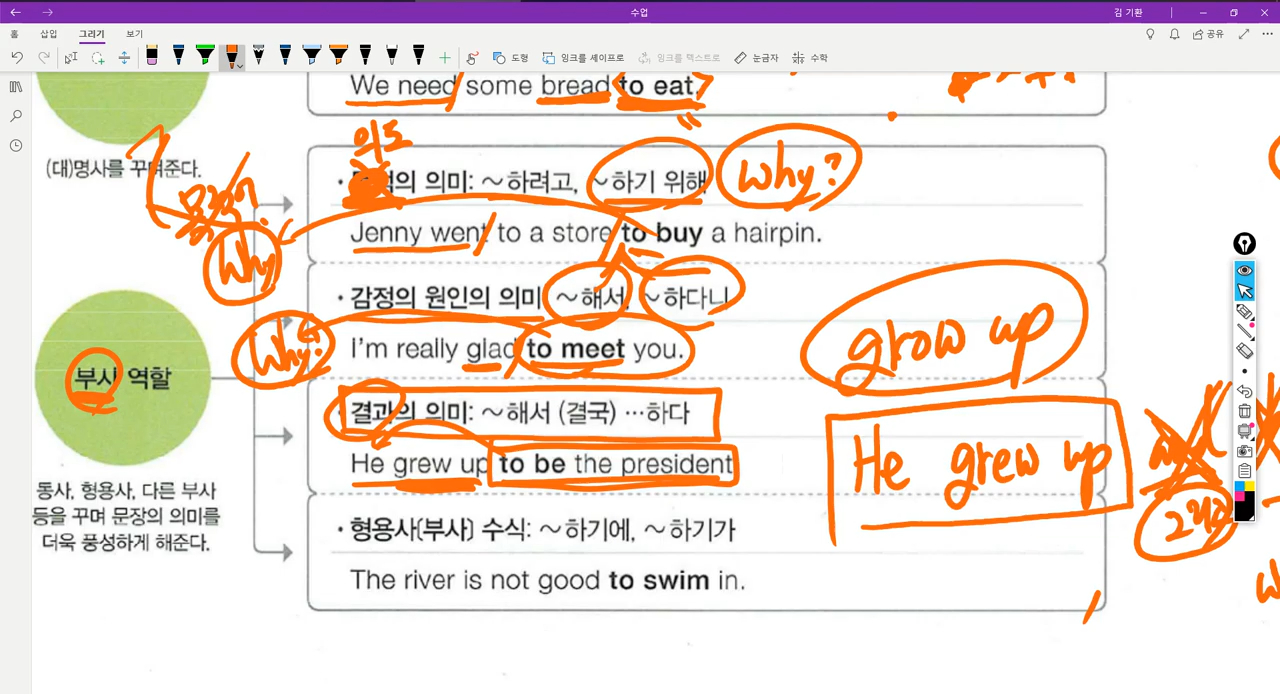 수업
김 기환
홈 삽입 그리기 보기
공유
도형 잉크를 셰이프로 잉크를 텍스트로 눈금자 수학
We need some bread to eat.
(대)명사를 꾸며준다.
의도
의 의미: ~하려고, ~하기 위해
Why?
Jenny went to a store to buy a hairpin.
Why
감정의 원인의 의미 ~해서, ~하다니
Why?
I'm really glad to meet you.
grow up
부사 역할
결과의 의미: ~해서 (결국) …하다
He grew up to be the president
He grew up
동사, 형용사, 다른 부사
등을 꾸며 문장의 의미를
더욱 풍성하게 해준다.
형용사(부사) 수식: ~하기에, ~하기가
The river is not good to swim in.